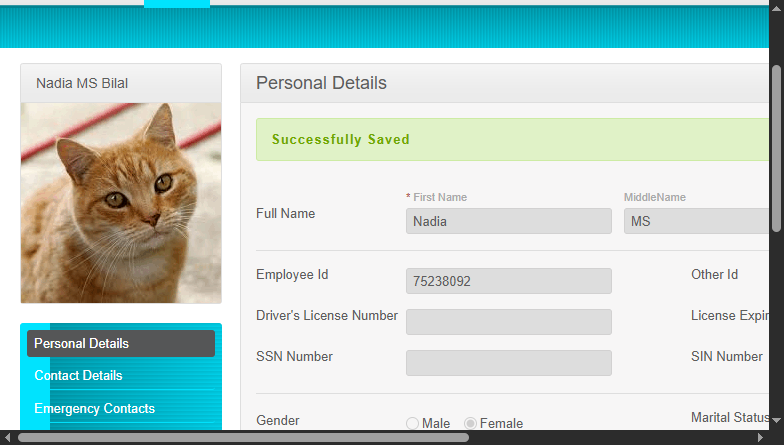 Nadia MS Bilal
Personal Details
Successfully Saved
* First Name
MiddleName
Full Name
Nadia
MS
Employee Id
75238092
Other Id
Driver's License Number
License Expir
SSN Number
SIN Number
Gender
Male
Female
Marital Status
Personal Details
Contact Details
Emergency Contacts